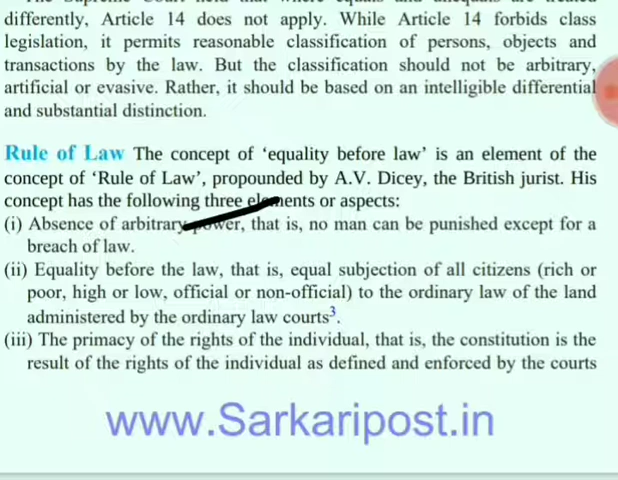 differently, Article 14 does not apply. While Article 14 forbids class
legislation, it permits reasonable classification of persons, objects and
transactions by the law. But the classification should not be arbitrary,
artificial or evasive. Rather, it should be based on an intelligible differential
and substantial distinction.
Rule of Law The concept of ‘equality before law’ is an element of the
concept of ‘Rule of Law’, propounded by A.V. Dicey, the British jurist. His
concept has the following three elements or aspects:
(i) Absence of arbitrary power, that is, no man can be punished except for a
breach of law.
(ii) Equality before the law, that is, equal subjection of all citizens (rich or
poor, high or low, official or non-official) to the ordinary law of the land
administered by the ordinary law courts³.
(iii) The primacy of the rights of the individual, that is, the constitution is the
result of the rights of the individual as defined and enforced by the courts
www.Sarkaripost.in